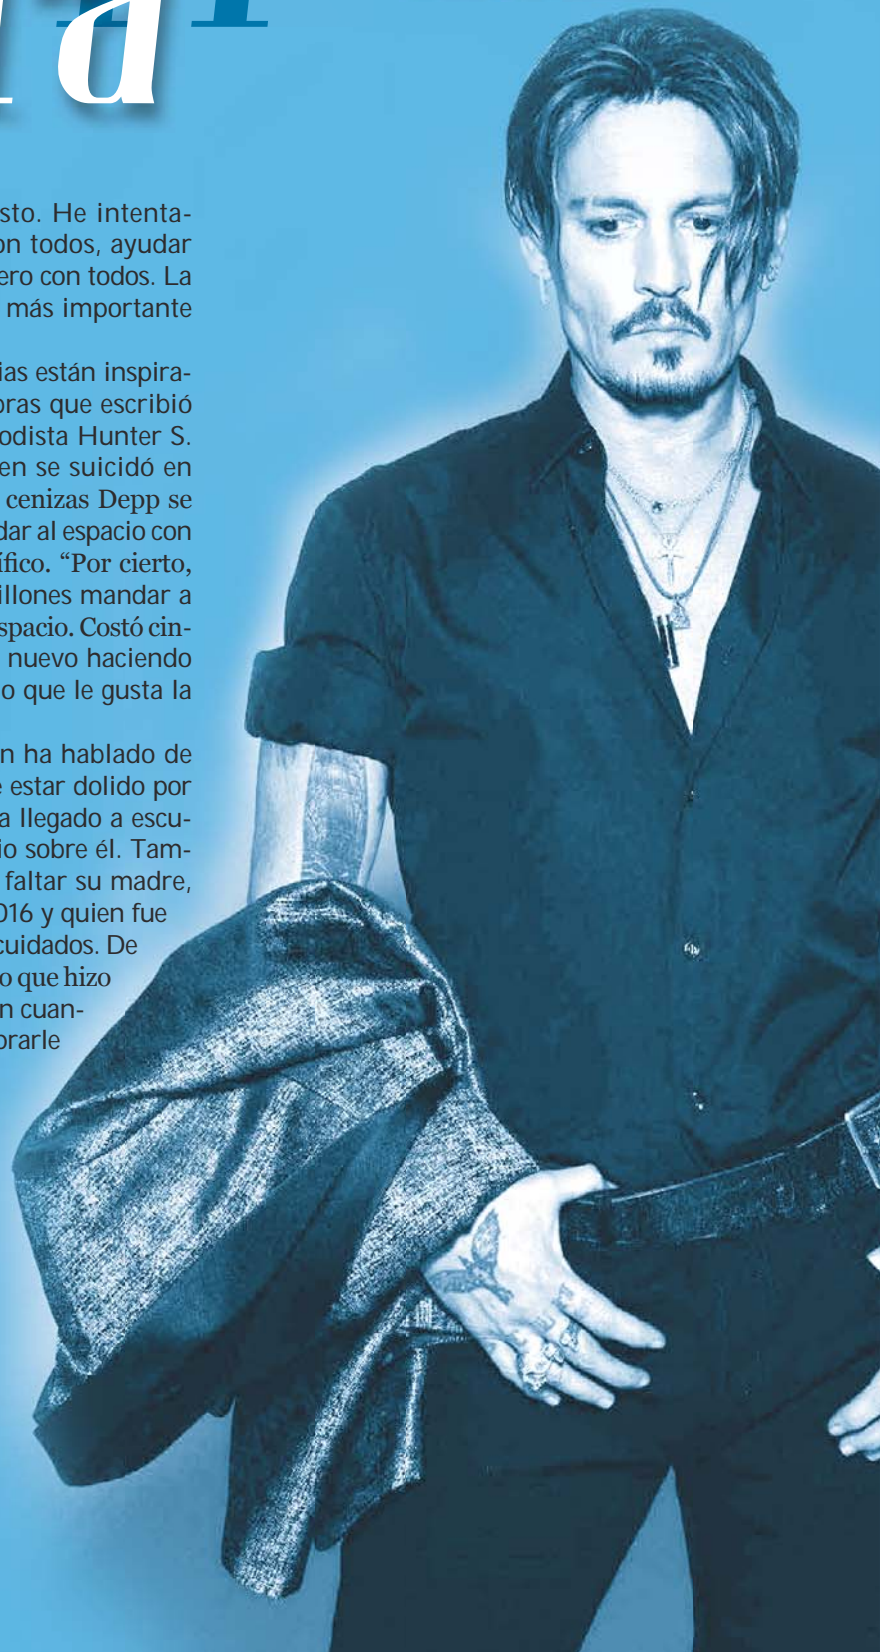 sto. He intenta-
on todos, ayudar
ero con todos. La
más importante
ias están inspira-
bras que escribió
odista Hunter S.
en se suicidó en
cenizas Depp se
dar al espacio con
ífico. “Por cierto,
illones mandar a
spacio. Costó cin-
nuevo haciendo
o que le gusta la
n ha hablado de
e estar dolido por
a llegado a escu-
io sobre él. Tam-
faltar su madre,
016 y quien fue
cuidados. De
o que hizo
n cuan-
orarle